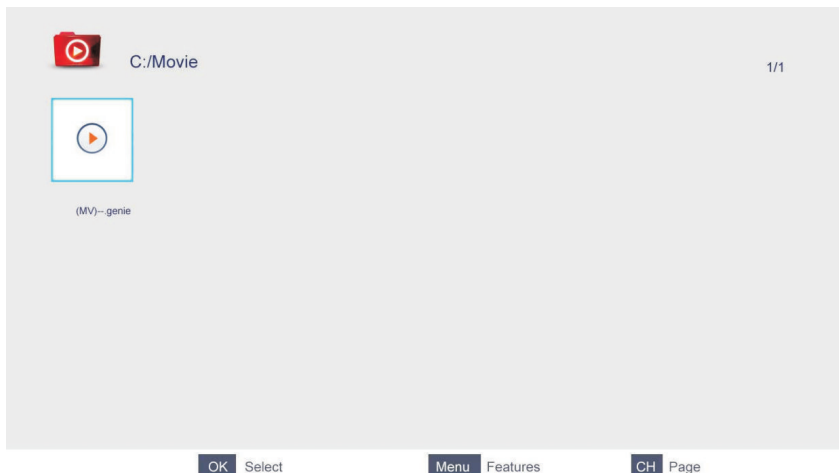 C:/Movie
1/1
(MV)--.genie
OK Select
Menu Features
CH Page